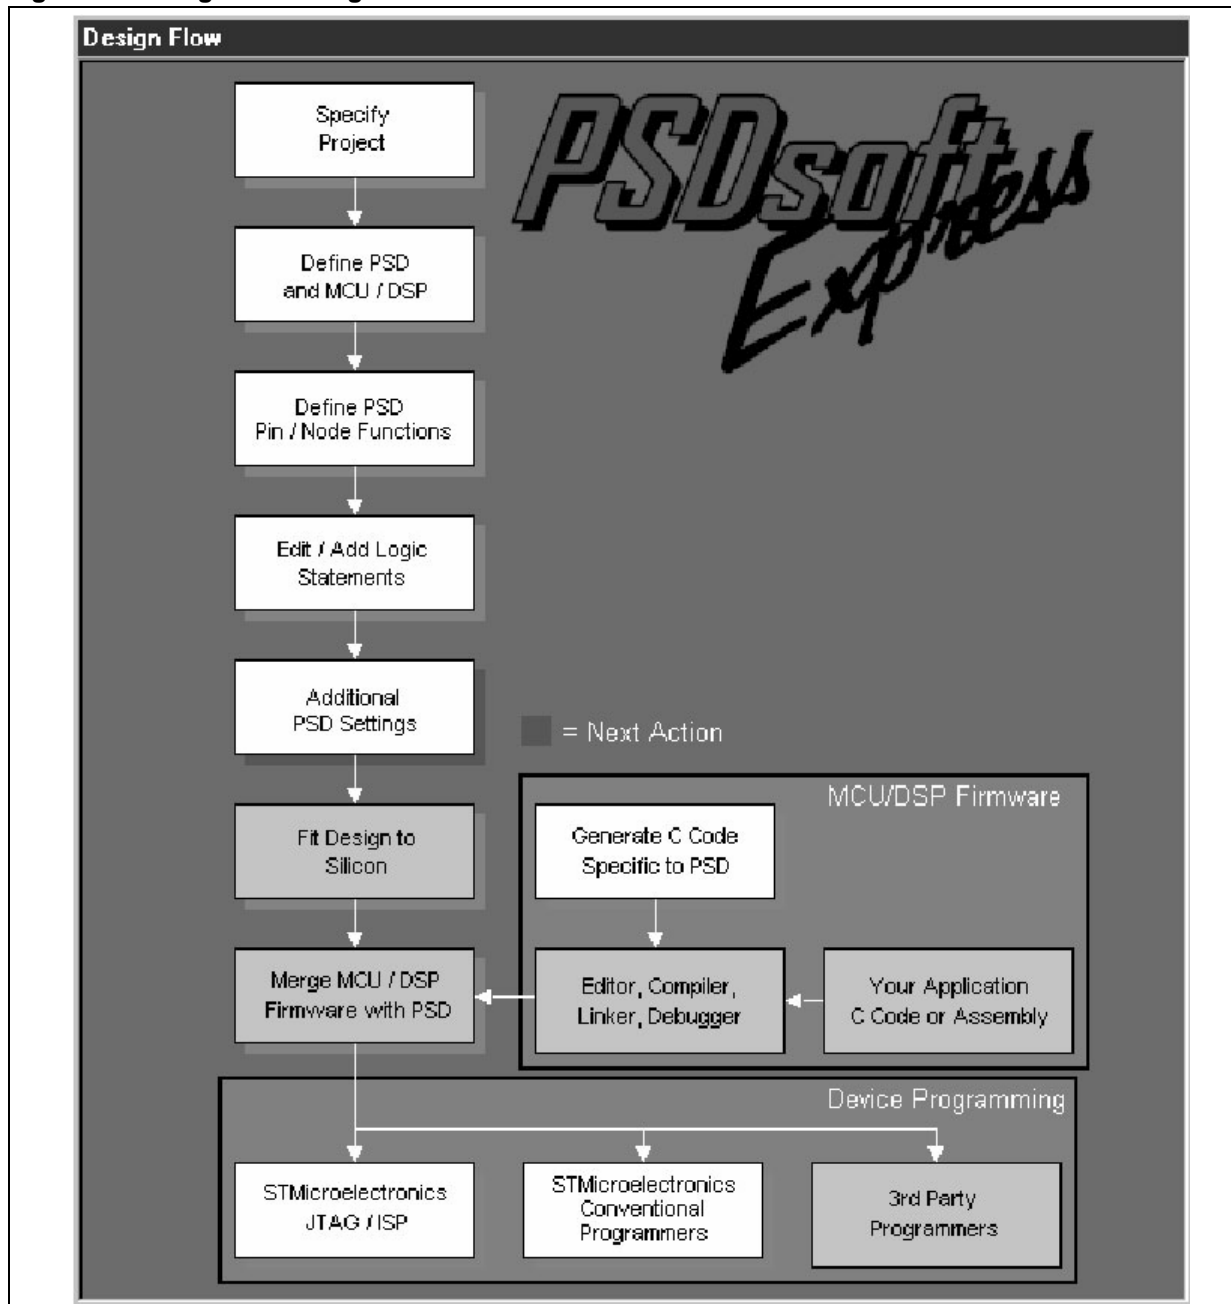 Design Flow
PSDsoft
Express
Specify
Project
Define PSD
and MCU / DSP
Define PSD
Pin / Node Functions
Edit / Add Logic
Statements
Additional
PSD Settings
= Next Action
Fit Design to
Silicon
MCU/DSP Firmware
Generate C Code
Specific to PSD
Merge MCU / DSP
Firmware with PSD
Editor, Compiler,
Linker, Debugger
Your Application
C Code or Assembly
Device Programming
STMicroelectronics
JTAG / ISP
STMicroelectronics
Conventional
Programmers
3rd Party
Programmers